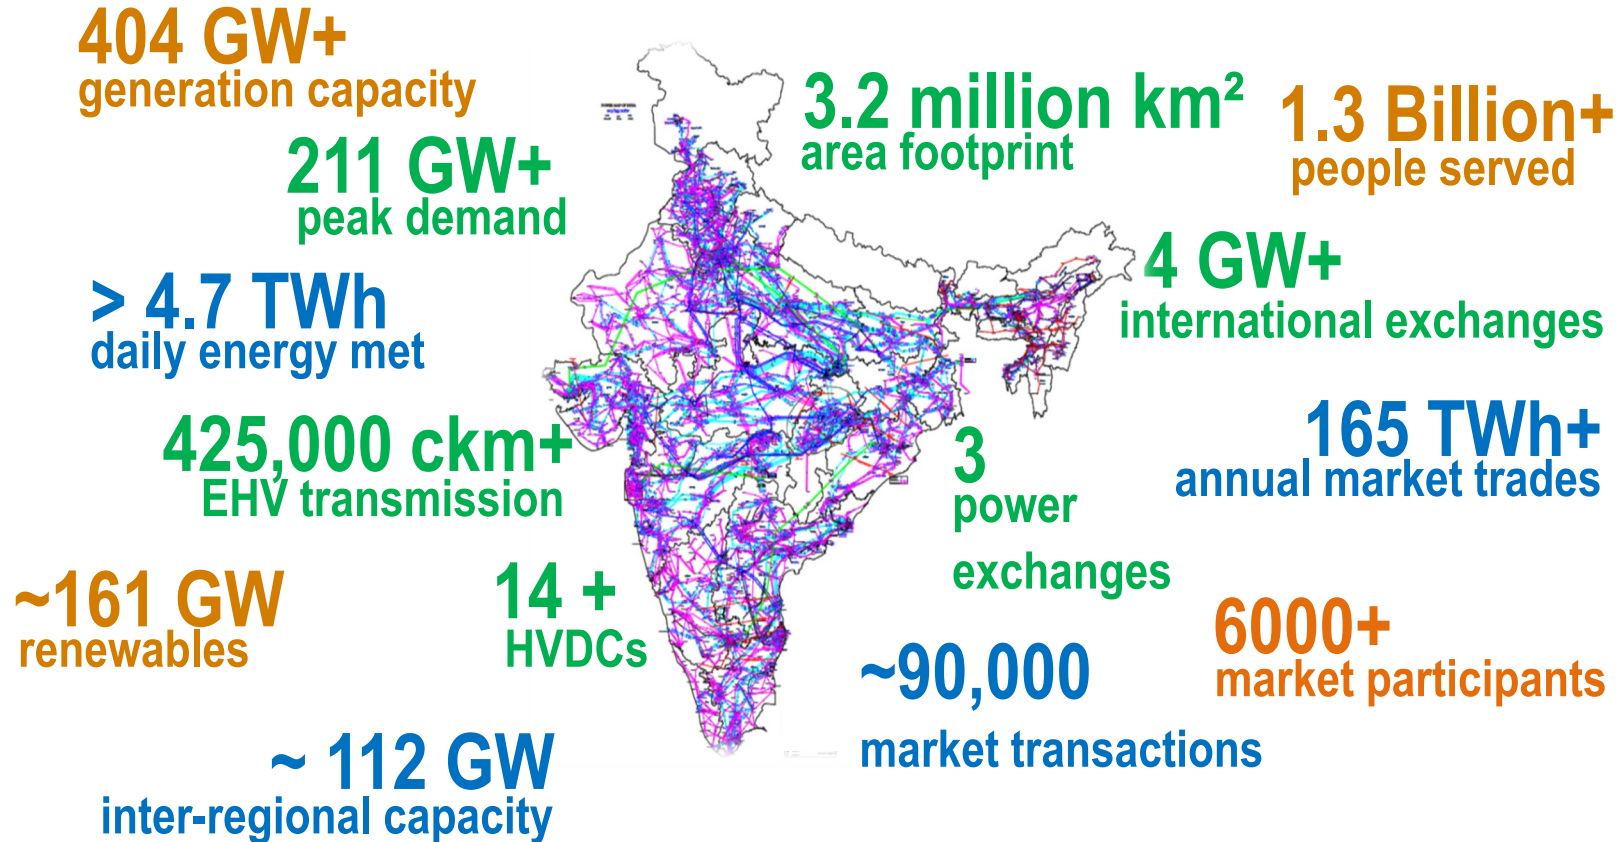 404 GW+
generation capacity
211 GW+
peak demand
> 4.7 TWh
daily energy met
425,000 ckm+
EHV transmission
~161 GW
renewables
14 +
HVDCs
~ 112 GW
inter-regional capacity
3.2 million km²
area footprint
1.3 Billion+
people served
4 GW+
international exchanges
165 TWh+
annual market trades
3
power
exchanges
6000+
market participants
~90,000
market transactions